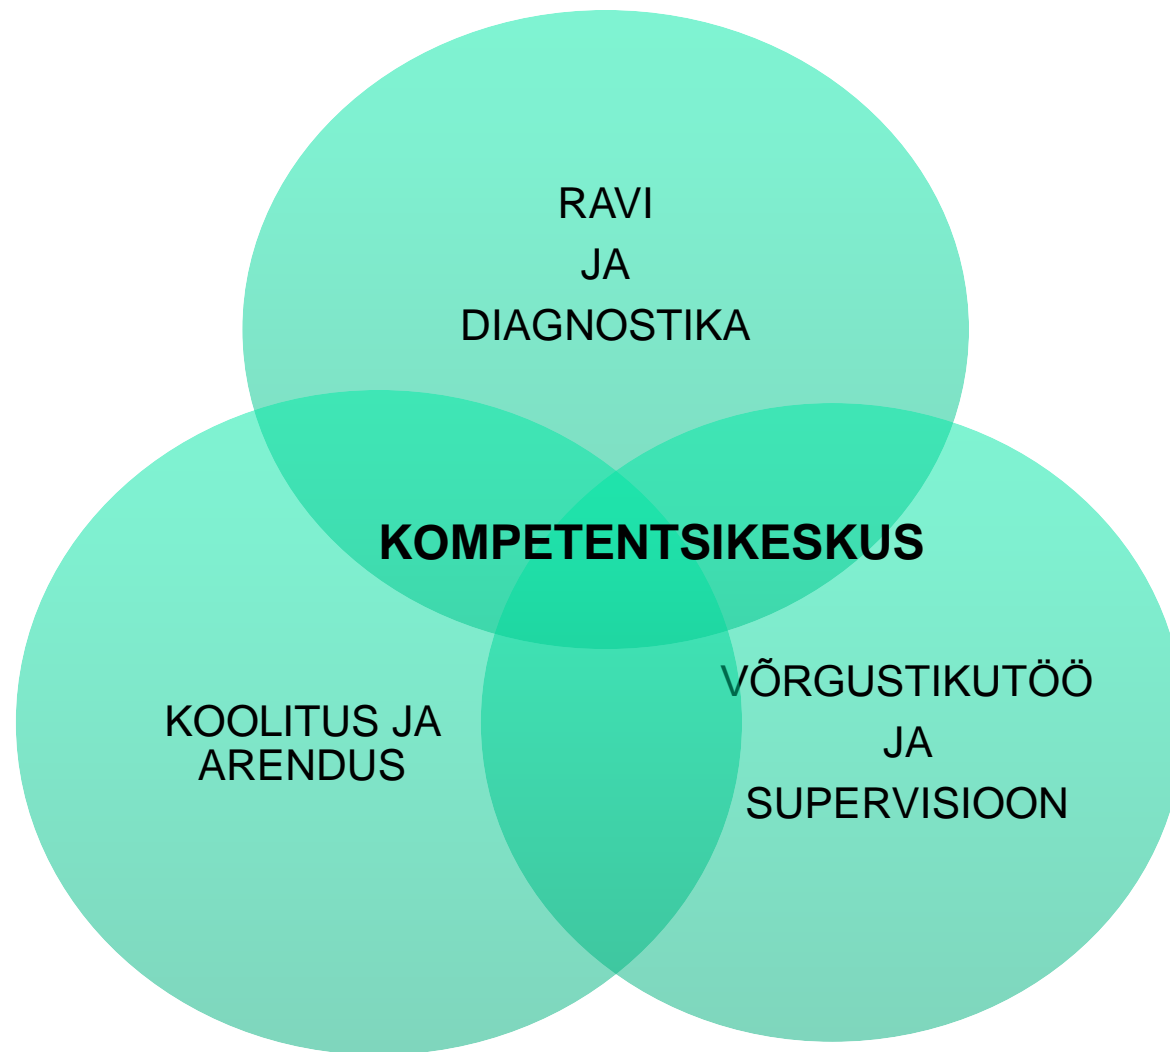 RAVI
JA
DIAGNOSTIKA
KOMPETENTSIKESKUS
KOOLITUS JA
ARENDUS
VÕRGUSTIKUTÖÖ
JA
SUPERVISIOON